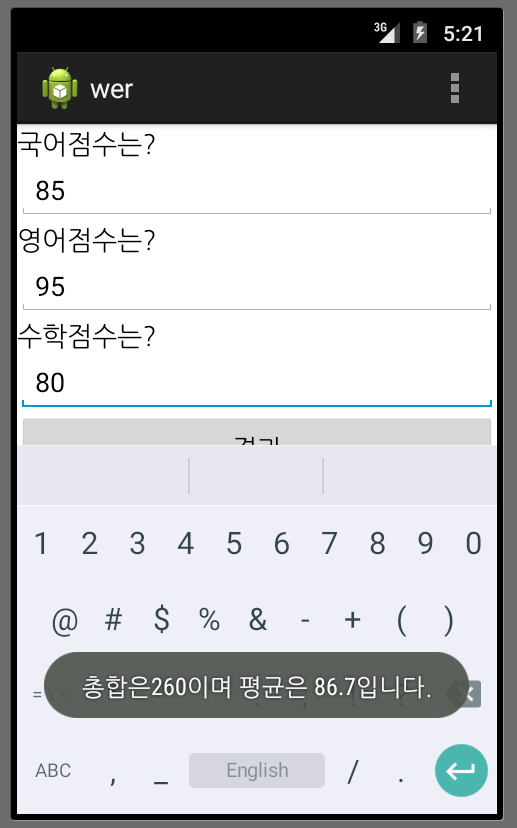 3G 5:21
wer
국어점수는?
85
영어점수는?
95
수학점수는?
80
1 2 3 4 5 6 7 8 9 0
@ # $ % & - + ( )
총합은260이며 평균은 86.7입니다.
ABC , _ English / .